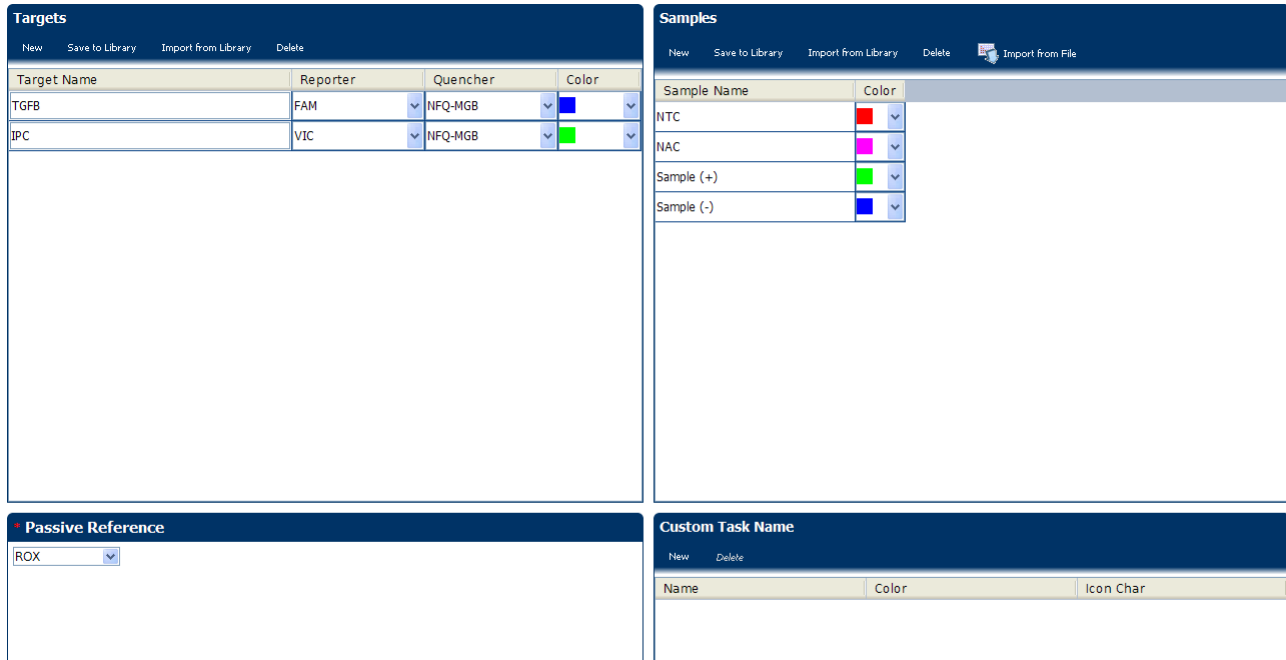 Targets
New Save to Library Import from Library Delete
Target Name Reporter Quencher Color
TGFB FAM NFQ-MGB
IPC VIC NFQ-MGB
Samples
New Save to Library Import from Library Delete Import from File
Sample Name Color
NTC
NAC
Sample (+)
Sample (-)
* Passive Reference
ROX
Custom Task Name
New Delete
Name Color Icon Char